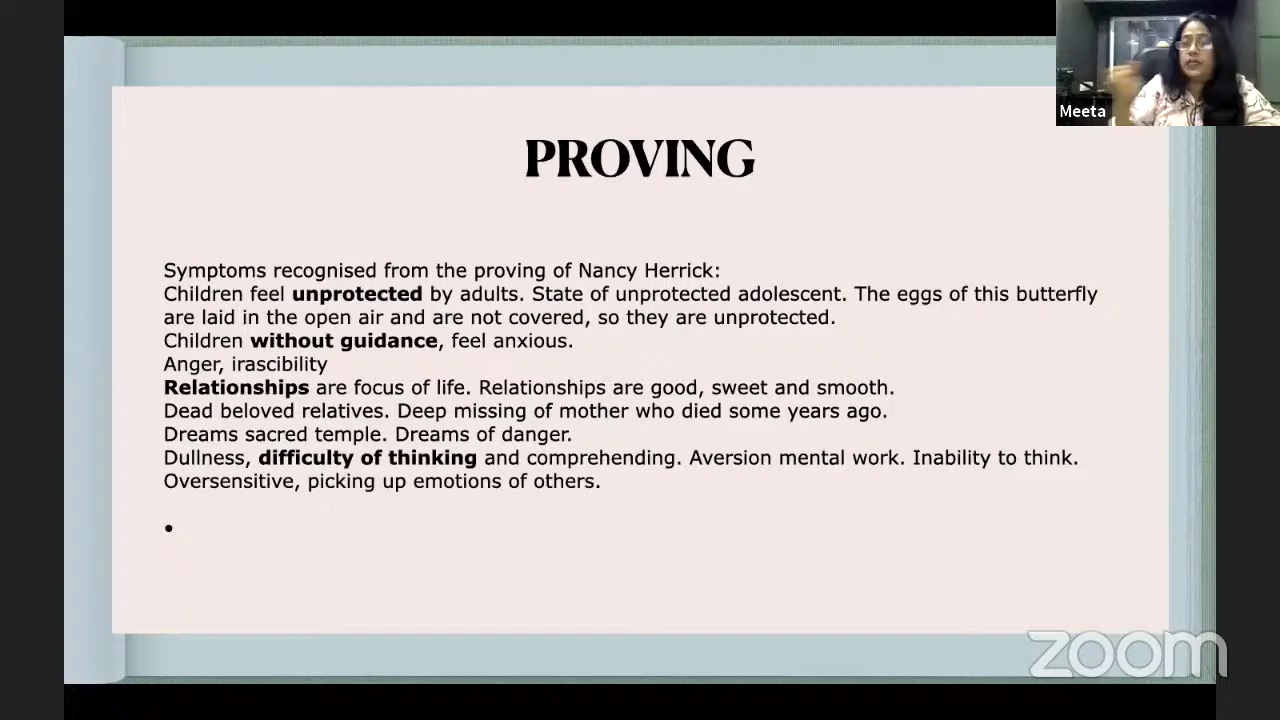 Meeta
PROVING
Symptoms recognised from the proving of Nancy Herrick:
Children feel unprotected by adults. State of unprotected adolescent. The eggs of this butterfly
are laid in the open air and are not covered, so they are unprotected.
Children without guidance, feel anxious.
Anger, irascibility
Relationships are focus of life. Relationships are good, sweet and smooth.
Dead beloved relatives. Deep missing of mother who died some years ago.
Dreams sacred temple. Dreams of danger.
Dullness, difficulty of thinking and comprehending. Aversion mental work. Inability to think.
Oversensitive, picking up emotions of others.
•
zoom